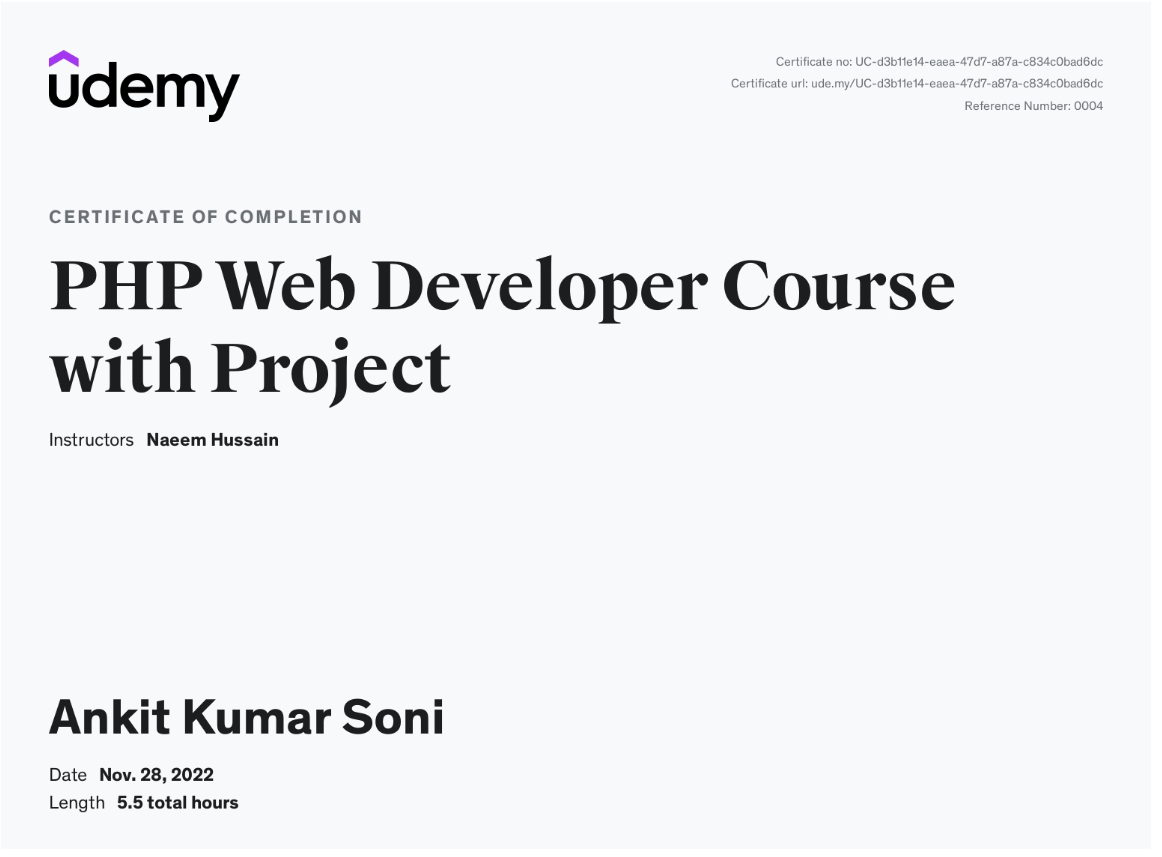 udemy
Certificate no: UC-d3b11e14-eaea-47d7-a87a-c834c0bad6dc
Certificate url: ude.my/UC-d3b11e14-eaea-47d7-a87a-c834c0bad6dc
Reference Number: 0004
CERTIFICATE OF COMPLETION
PHP Web Developer Course
with Project
Instructors Naeem Hussain
Ankit Kumar Soni
Date Nov. 28, 2022
Length 5.5 total hours